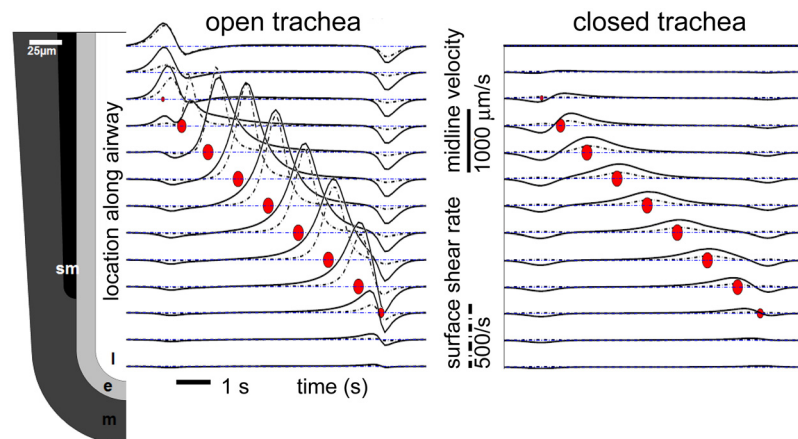 open trachea
closed trachea
25µm
location along airway
midline velocity
1000 µm/s
surface shear rate
500/s
sm
l
e
m
1 s
time (s)